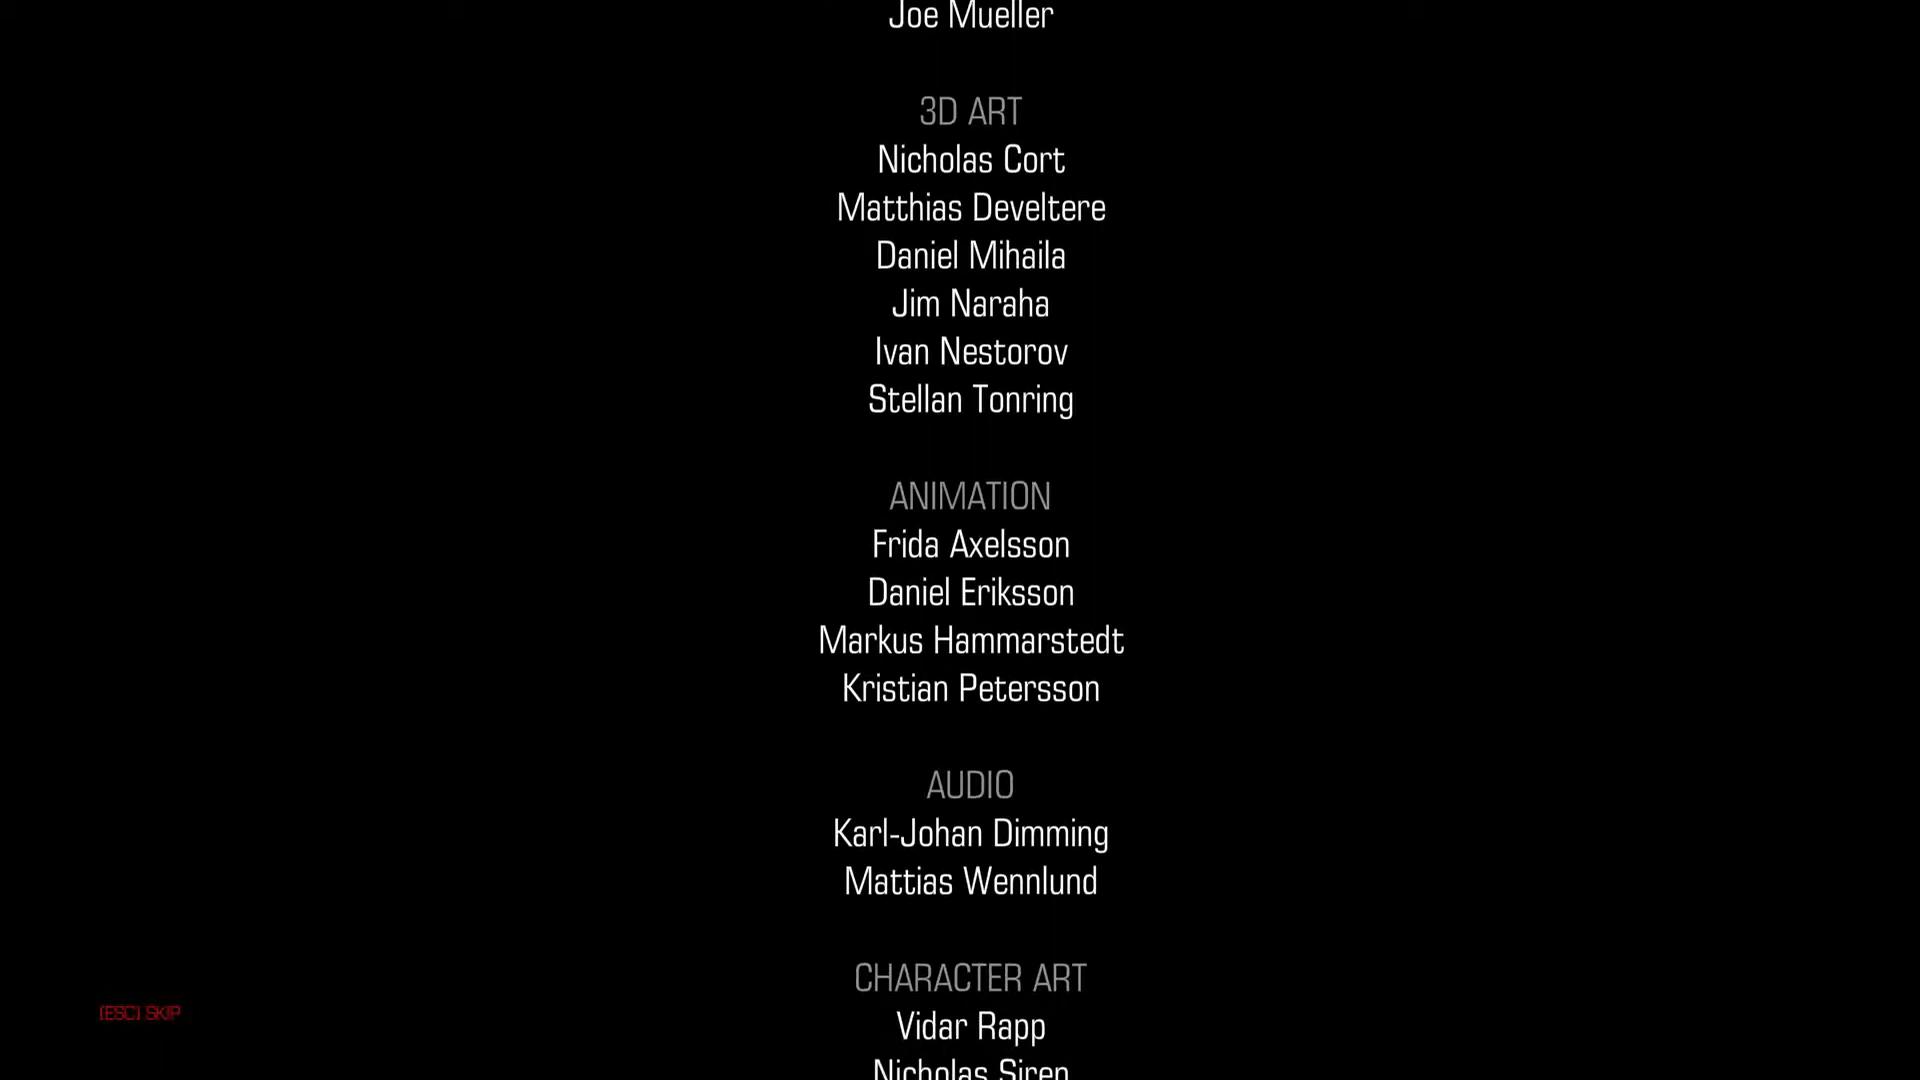 Joe Mueller
3D ART
Nicholas Cort
Matthias Develtere
Daniel Mihaila
Jim Naraha
Ivan Nestorov
Stellan Tonring
ANIMATION
Frida Axelsson
Daniel Eriksson
Markus Hammarstedt
Kristian Petersson
AUDIO
Karl-Johan Dimming
Mattias Wennlund
CHARACTER ART
[ESC] SKIP
Vidar Rapp
Nicholas Siren